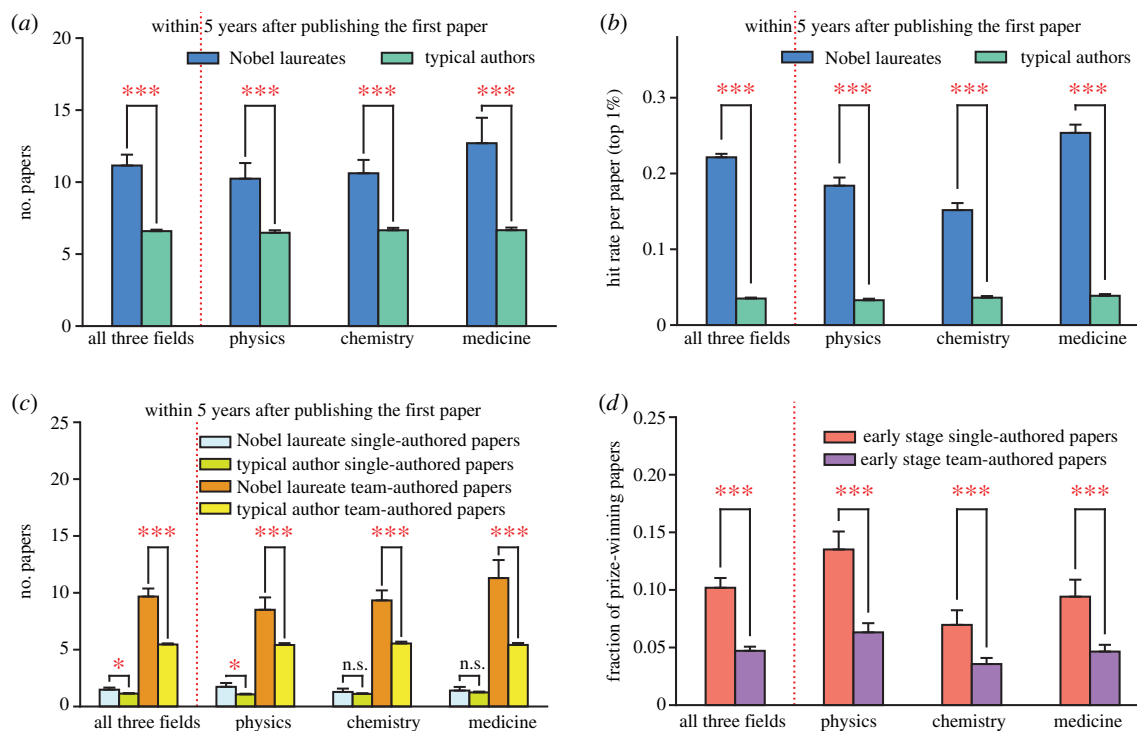 (a)
within 5 years after publishing the first paper
Nobel laureates
typical authors
20
15
10
5
0
no. papers
***
***
***
***
all three fields
physics
chemistry
medicine
(b)
within 5 years after publishing the first paper
Nobel laureates
typical authors
0.3
0.2
0.1
0
hit rate per paper (top 1%)
***
***
***
***
all three fields
physics
chemistry
medicine
(c)
within 5 years after publishing the first paper
Nobel laureate single-authored papers
typical author single-authored papers
Nobel laureate team-authored papers
typical author team-authored papers
25
20
15
10
5
0
no. papers
***
***
***
***
*
*
n.s.
n.s.
all three fields
physics
chemistry
medicine
(d)
early stage single-authored papers
early stage team-authored papers
0.25
0.20
0.15
0.10
0.05
0
fraction of prize-winning papers
***
***
***
***
all three fields
physics
chemistry
medicine